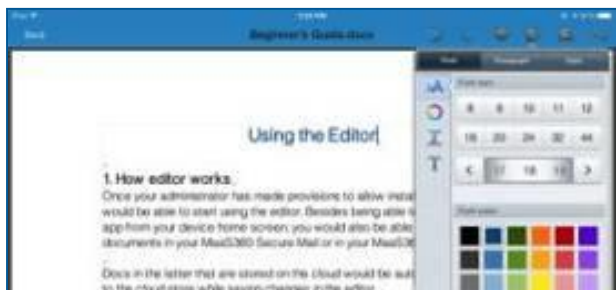 Back
Beginner's Guide.docx
Font
Paragraph
Style
Font size
8 9 10 11 12
16 20 24 32 44
< 17 18 19 >
Using the Editor
1. How editor works
Once your administrator has made provisions to allow
would be able to start using the editor. Besides being able
app from your device home screen, you would also be able
documents in your MaaS360 Secure Mail or in your
Docs in the latter that are stored on the cloud would be
to the cloud store while saving changes in the editor.